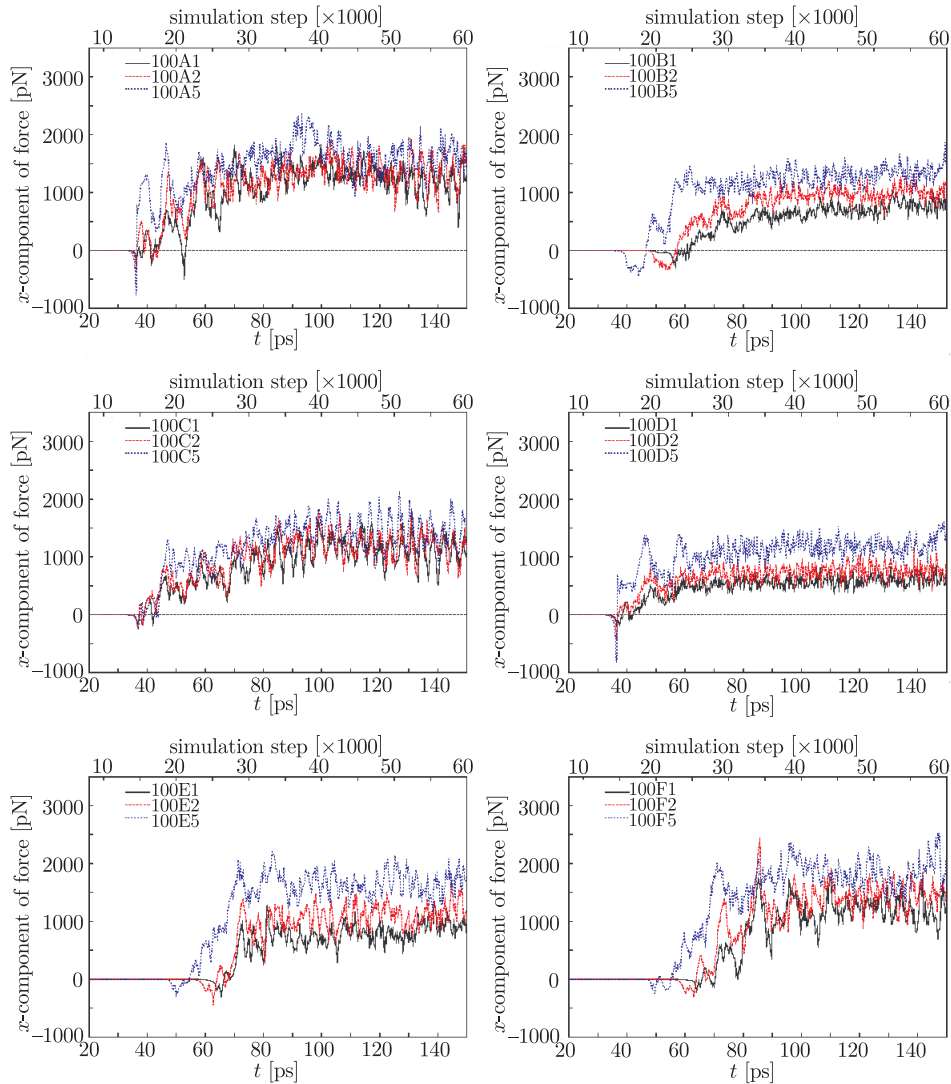 simulation step [×1000]
10 20 30 40 50 60
3000
2000
1000
0
−1000
x-component of force [pN]
100A1
100A2
100A5
20 40 60 80 100 120 140
t [ps]
simulation step [×1000]
10 20 30 40 50 60
3000
2000
1000
0
−1000
x-component of force [pN]
100B1
100B2
100B5
20 40 60 80 100 120 140
t [ps]
simulation step [×1000]
10 20 30 40 50 60
3000
2000
1000
0
−1000
x-component of force [pN]
100C1
100C2
100C5
20 40 60 80 100 120 140
t [ps]
simulation step [×1000]
10 20 30 40 50 60
3000
2000
1000
0
−1000
x-component of force [pN]
100D1
100D2
100D5
20 40 60 80 100 120 140
t [ps]
simulation step [×1000]
10 20 30 40 50 60
3000
2000
1000
0
−1000
x-component of force [pN]
100E1
100E2
100E5
20 40 60 80 100 120 140
t [ps]
simulation step [×1000]
10 20 30 40 50 60
3000
2000
1000
0
−1000
x-component of force [pN]
100F1
100F2
100F5
20 40 60 80 100 120 140
t [ps]